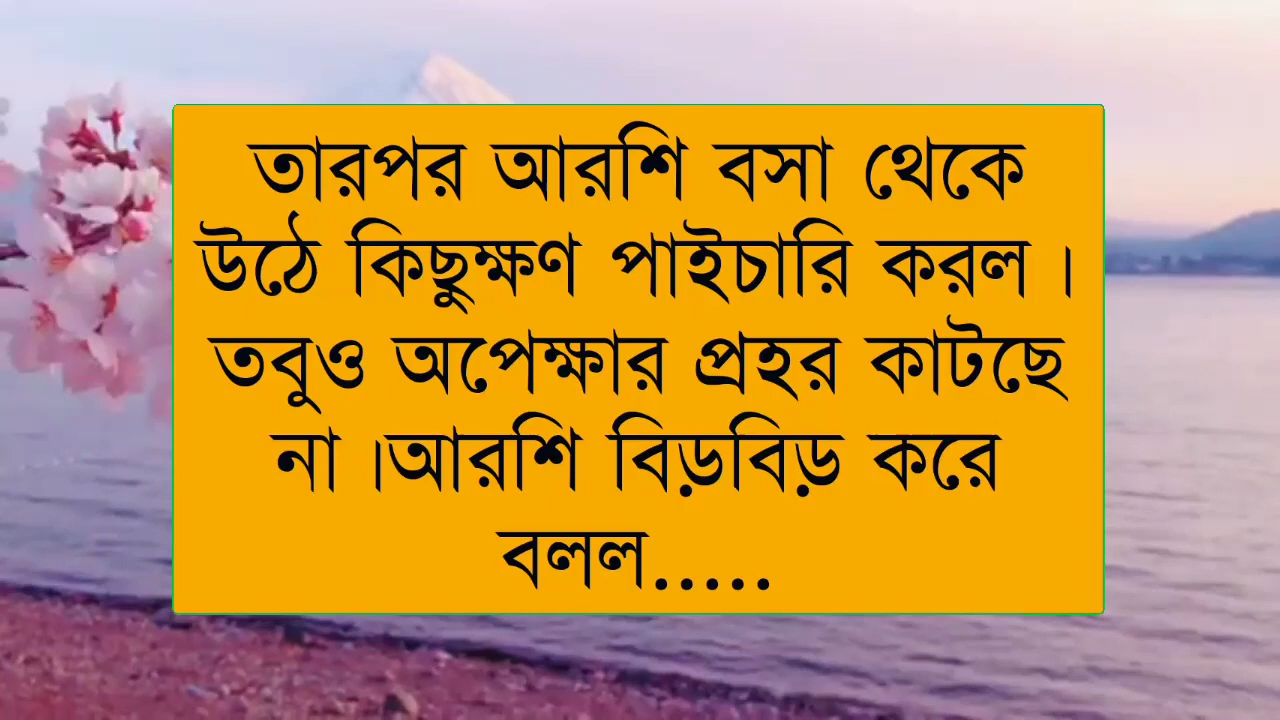 তারপর আরশি বসা থেকে
উঠে কিছুক্ষণ পাইচারি করল ।
তবুও অপেক্ষার প্রহর কাটছে
না ।আরশি বিড়বিড় করে
বলল.....